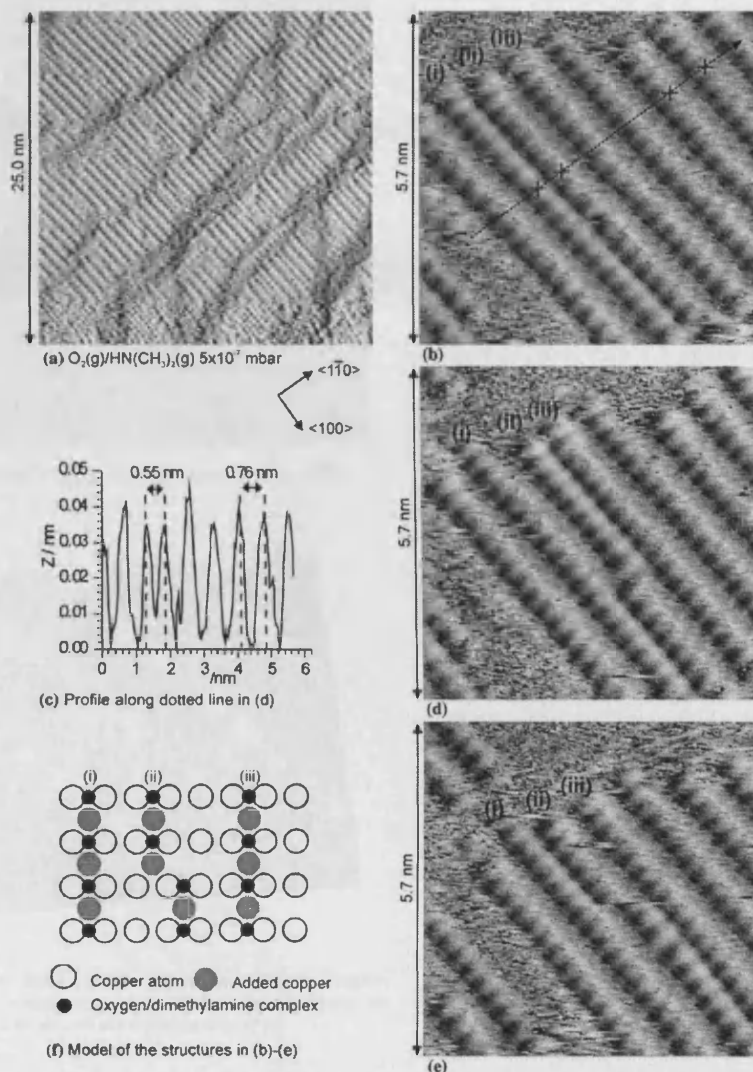 25.0 nm
(a) O₂(g)/HN(CH₃)₂(g) 5x10⁻⁷ mbar
(i) (ii) (iii)
5.7 nm
(b)
<11̅0>
<100>
0.05
0.04
0.03
0.02
0.01
0.00
Z / nm
0.55 nm
0.76 nm
0 1 2 3 4 5 6
/nm
(c) Profile along dotted line in (d)
(i) (ii) (iii)
5.7 nm
(d)
(i) (ii) (iii)
Copper atom
Added copper
Oxygen/dimethylamine complex
(f) Model of the structures in (b)-(e)
(i) (ii) (iii)
5.7 nm
(e)